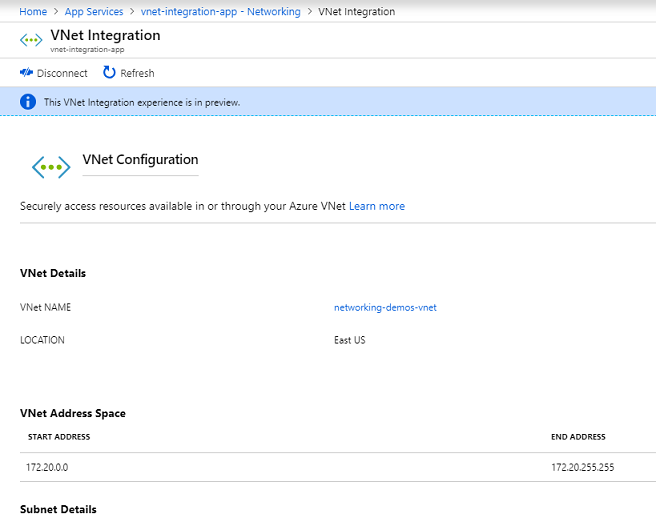 Home > App Services > vnet-integration-app - Networking > VNet Integration
VNet Integration
vnet-integration-app
Disconnect Refresh
This VNet Integration experience is in preview.
VNet Configuration
Securely access resources available in or through your Azure VNet Learn more
VNet Details
VNet NAME networking-demos-vnet
LOCATION East US
VNet Address Space
START ADDRESS END ADDRESS
172.20.0.0 172.20.255.255
Subnet Details